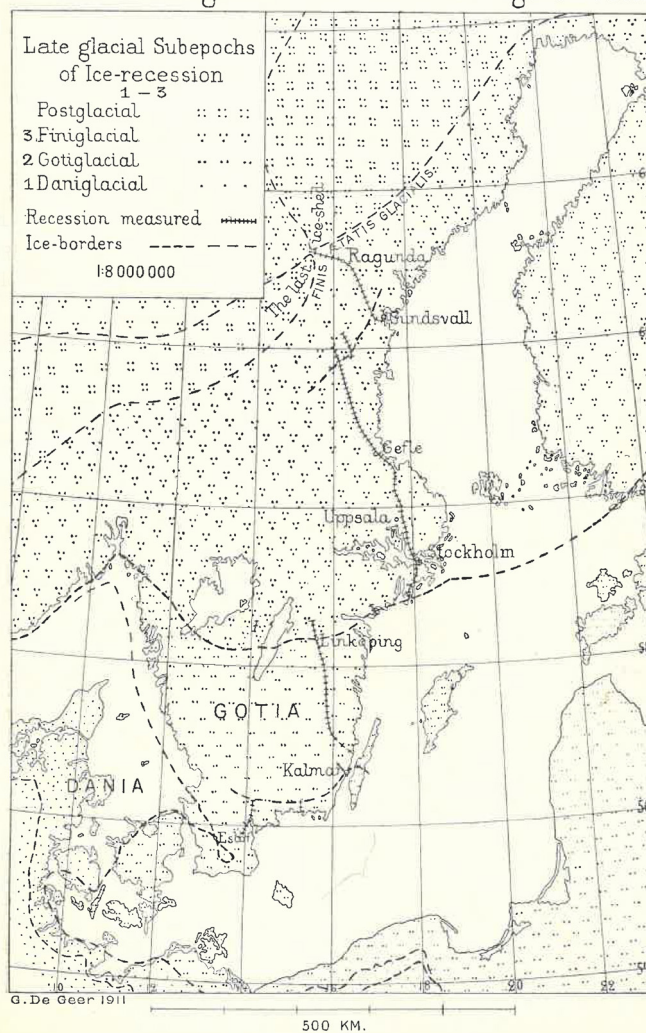 Late glacial Subepochs
of Ice-recession
1 – 3
Postglacial
3. Finiglacial
2 Gotiglacial
1 Daniglacial
Recession measured
Ice-borders
1:8 000 000
The last ice-shed
FINIS TATIS GLACIALIS
Ragunda
Sundsvall
Gefle
Uppsala
Stockholm
Linköping
GOTIA
Kalmar
DANIA
10
12
18
20
22
G. De Geer 1911
500 KM.